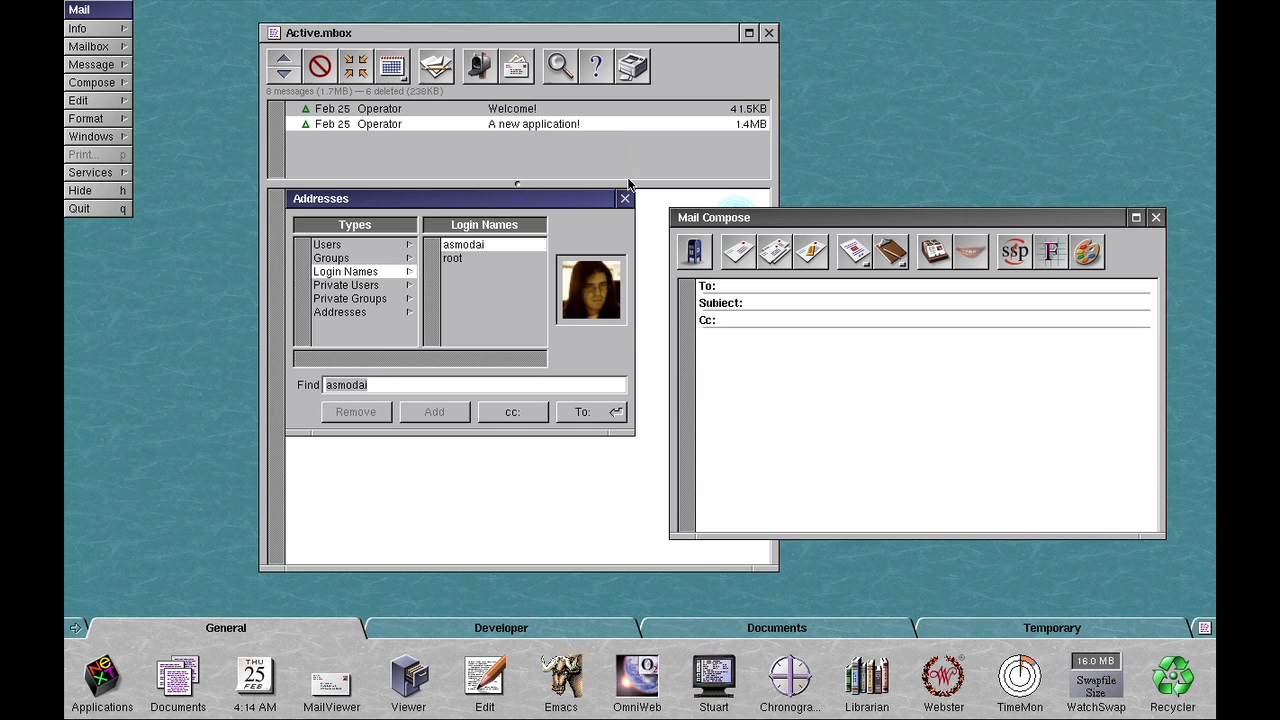 Mail
Info
Mailbox
Message
Compose
Edit
Format
Windows
Print... p
Services
Hide h
Quit q
Active.mbox
8 messages (1.7MB) — 6 deleted (238KB)
Feb 25 Operator Welcome! 41.5KB
Feb 25 Operator A new application! 1.4MB
Addresses
Types Login Names
Users asmodai
Groups root
Login Names
Private Users
Private Groups
Addresses
Find asmodai
Remove Add cc: To:
Mail Compose
ssp F
To:
Subject:
Cc:
General Developer Documents Temporary
Ne
X
THU
25
FEB
O
W
16.0 MB
Swapfile
Size
Applications Documents 4:14 AM MailViewer Viewer Edit Emacs OmniWeb Stuart Chronogra... Librarian Webster TimeMon WatchSwap Recycler